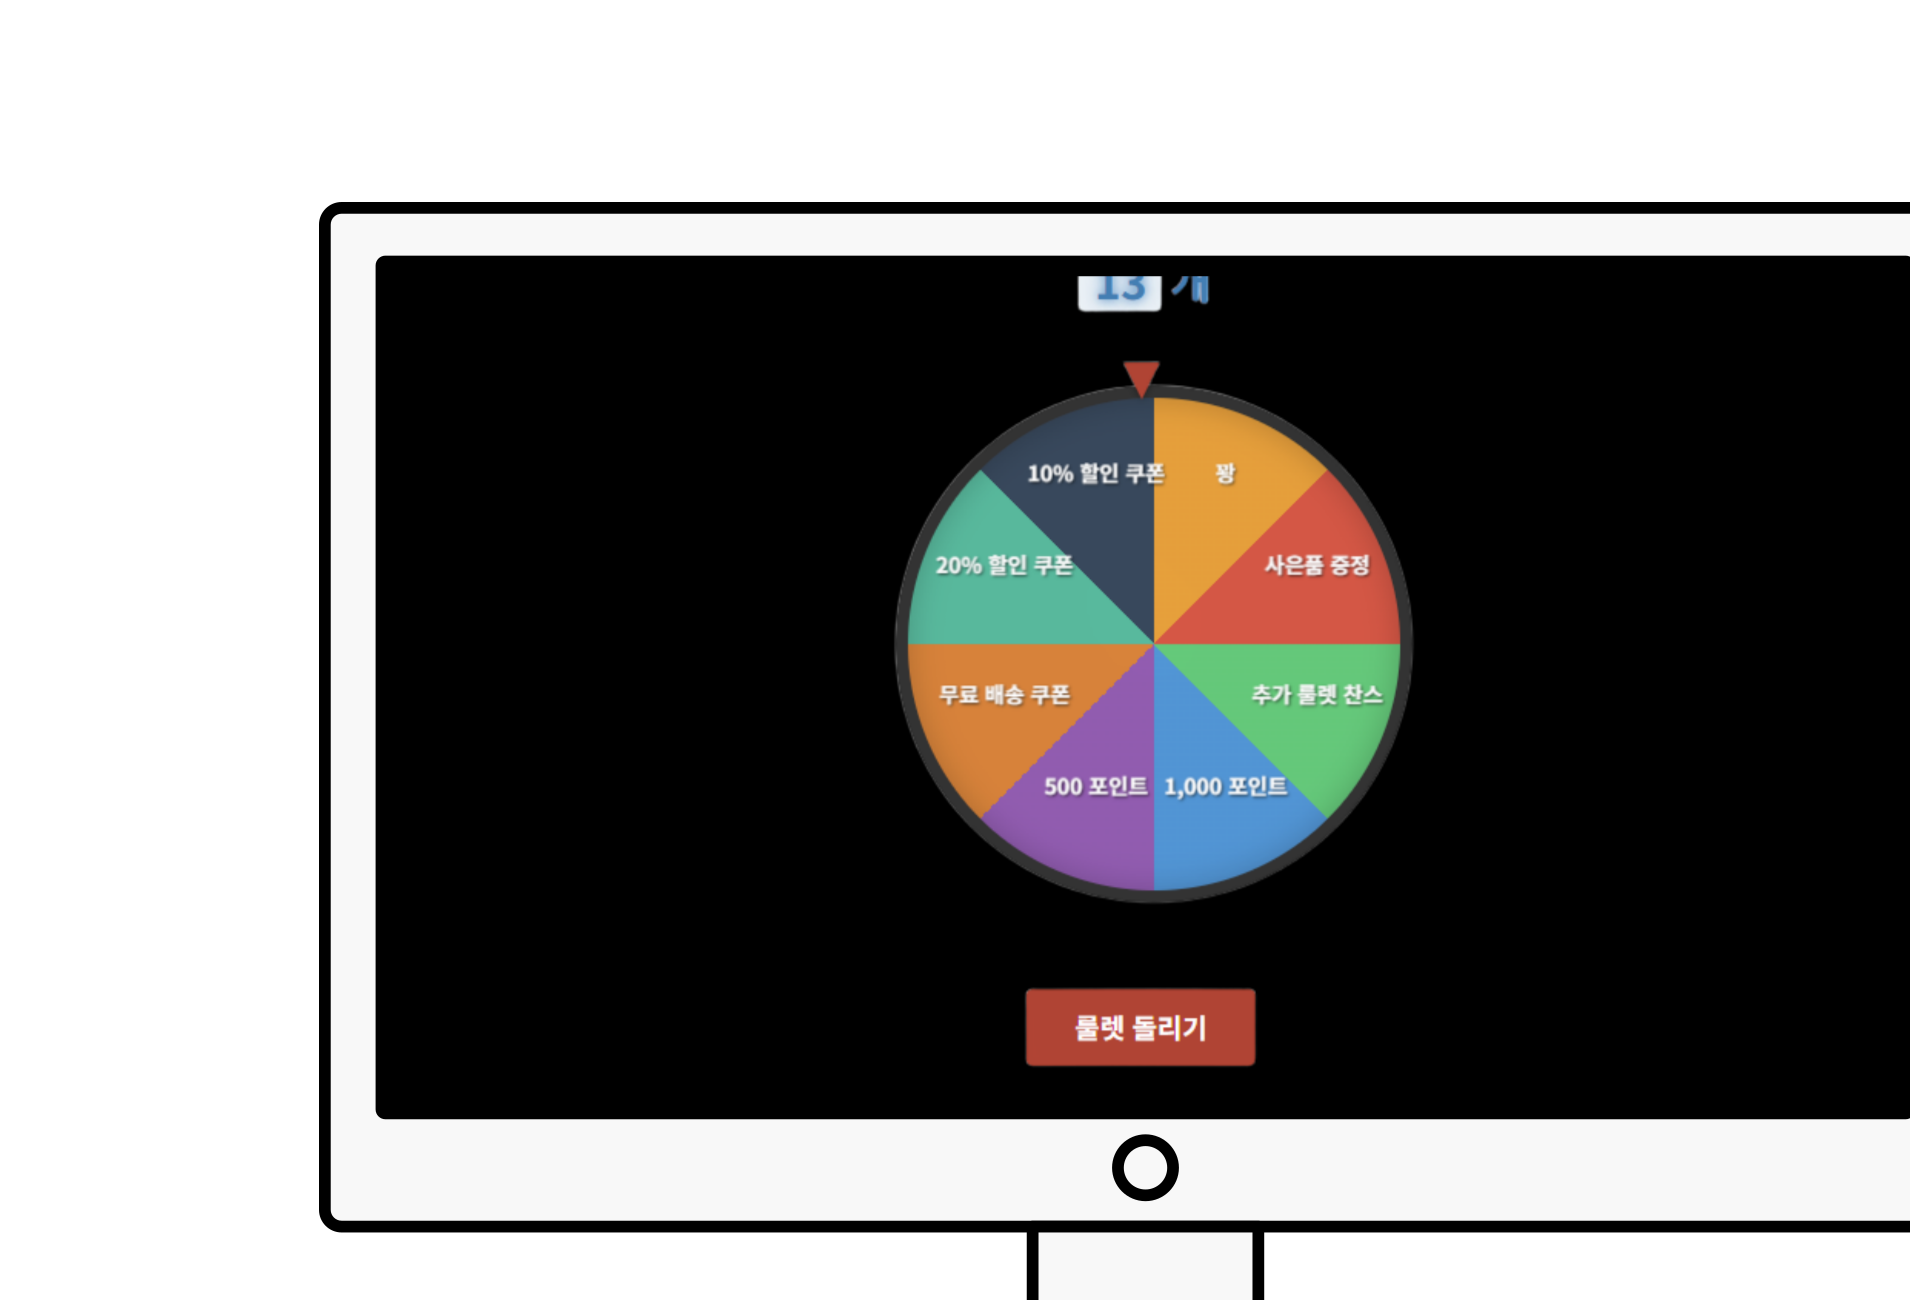 13 개
10% 할인 쿠폰
꽝
20% 할인 쿠폰
사은품 증정
무료 배송 쿠폰
추가 룰렛 찬스
500 포인트
1,000 포인트
룰렛 돌리기